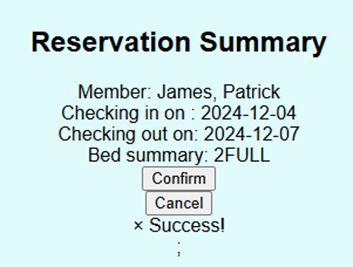 Reservation Summary
Member: James, Patrick
Checking in on : 2024-12-04
Checking out on: 2024-12-07
Bed summary: 2FULL
Confirm
Cancel
× Success!
;